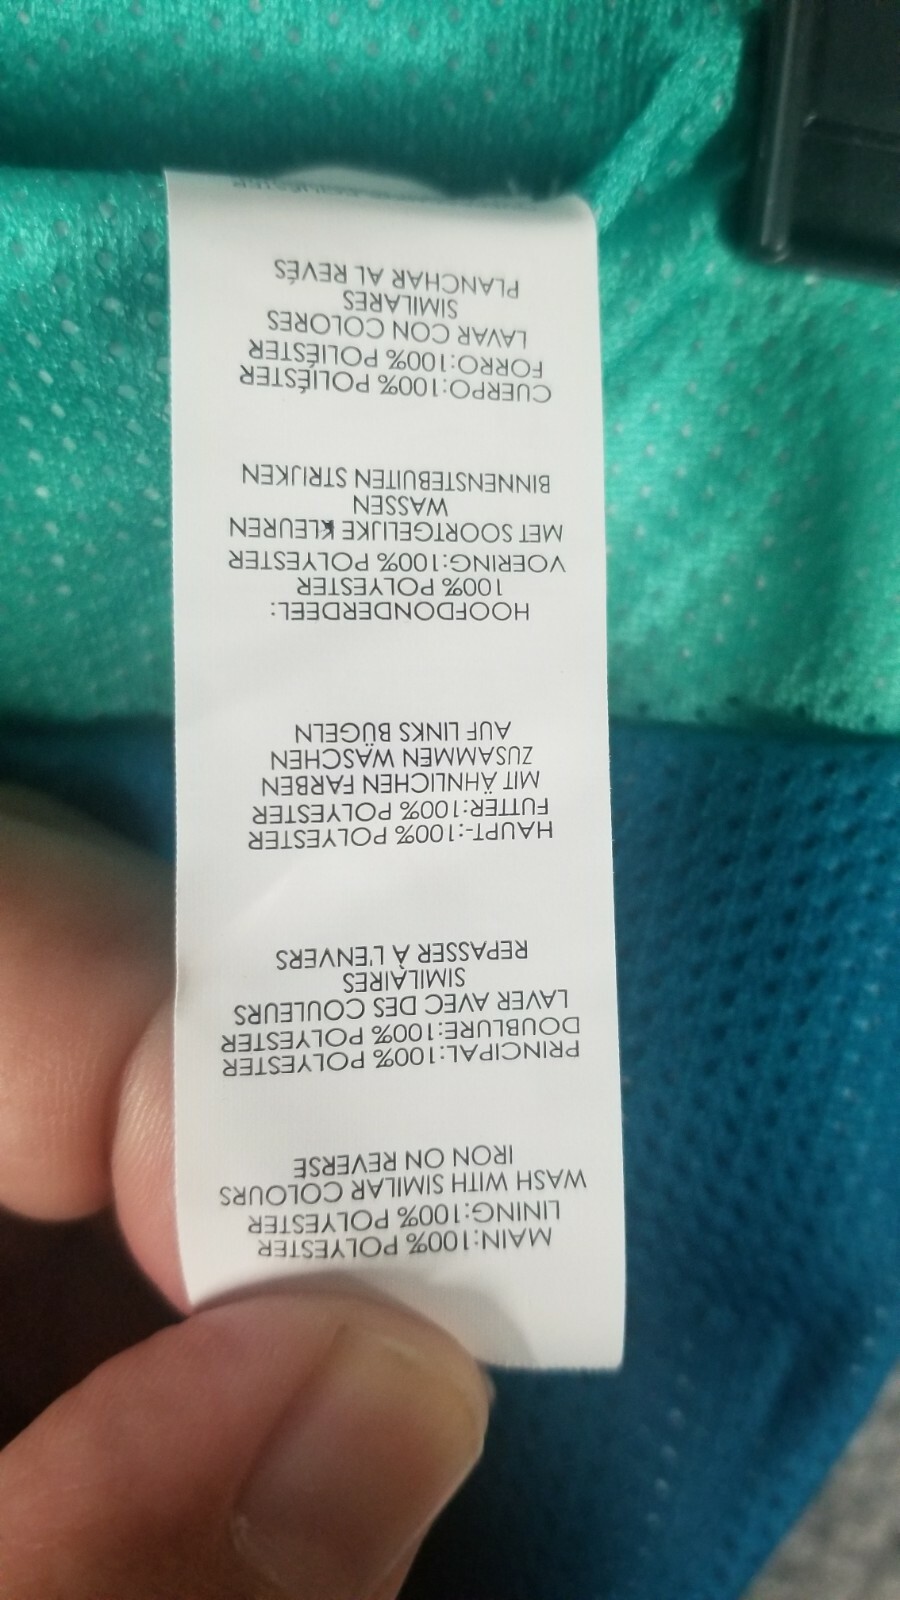 MAIN:100% POLYESTER
LINING:100% POLYESTER
WASH WITH SIMILAR COLOURS
IRON ON REVERSE
PRINCIPAL:100% POLYESTER
DOUBLURE:100% POLYESTER
LAVER AVEC DES COULEURS
SIMILAIRES
REPASSER À L'ENVERS
HAUPT-:100% POLYESTER
FUTTER:100% POLYESTER
MIT ÄHNLICHEN FARBEN
ZUSAMMEN WASCHEN
AUF LINKS BÜGELN
HOOFDONDERDEEL:
100% POLYESTER
VOERING:100% POLYESTER
MET SOORTGELIJKE KLEUREN
WASSEN
BINNENSTEBUITEN STRIJKEN
CUERPO:100% POLIÉSTER
FORRO:100% POLIÉSTER
LAVAR CON COLORES
SIMILARES
PLANCHAR AL REVÉS